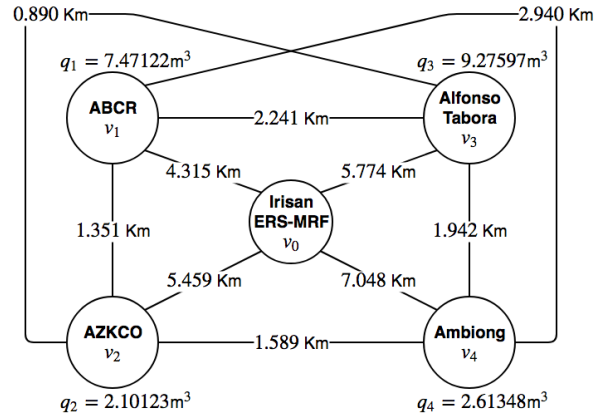 0.890 Km
2.940 Km
q₁ = 7.47122m³
q₃ = 9.27597m³
ABCR
v₁
2.241 Km
Alfonso
Tabora
v₃
4.315 Km
5.774 Km
Irisan
ERS-MRF
v₀
1.351 Km
1.942 Km
5.459 Km
7.048 Km
AZKCO
v₂
1.589 Km
Ambiong
v₄
q₂ = 2.10123m³
q₄ = 2.61348m³